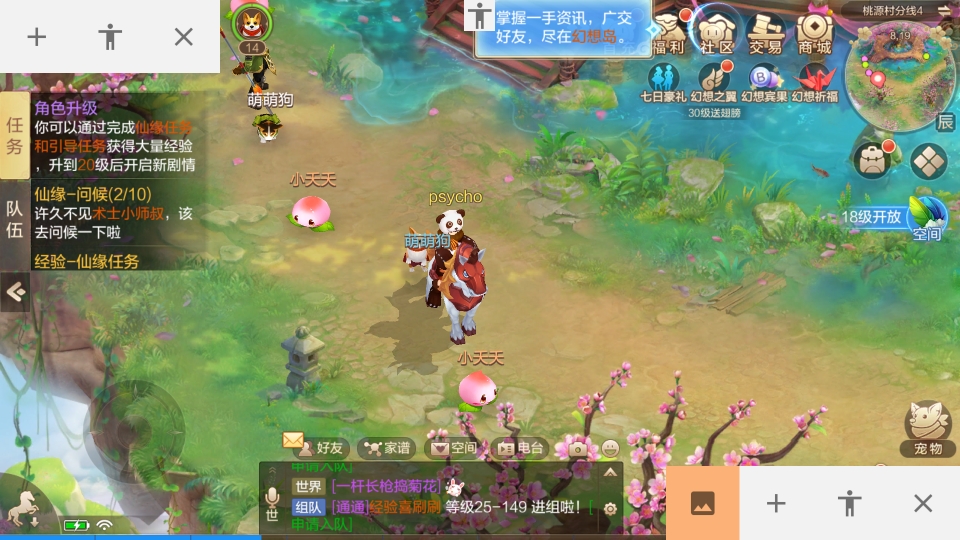 14
萌萌狗
掌握一手资讯，广交
好友，尽在幻想岛。
福利
社区
交易
商城
桃源村分线4
8,19
七日豪礼
幻想之翼
幻想宾果
幻想祈福
30级送翅膀
辰
任务
角色升级
你可以通过完成仙缘任务
和引导任务获得大量经验
，升到20级后开启新剧情
队伍
仙缘-问候(2/10)
许久不见术士小师叔，该
去问候一下啦
经验-仙缘任务
小夭夭
psycho
萌萌狗
18级开放
空间
小夭夭
宠物
好友
家谱
空间
电台
申请入队]
世界 [一杆长枪捣菊花]
组队 [通通]经验喜刷刷 等级25-149 进组啦！[
申请入队]
世